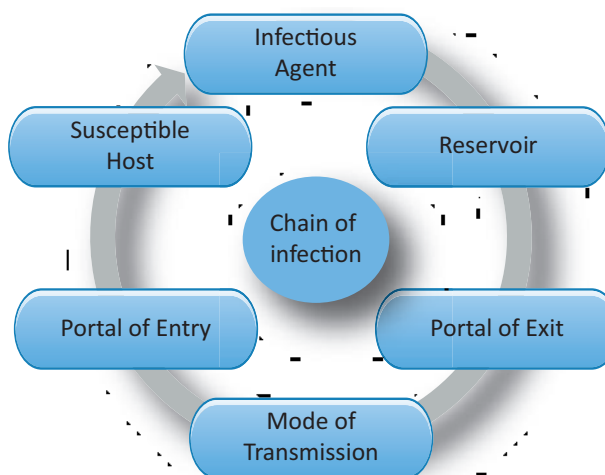 Infectious
Agent
Susceptible
Host
Reservoir
Chain of
infection
Portal of Entry
Portal of Exit
Mode of
Transmission